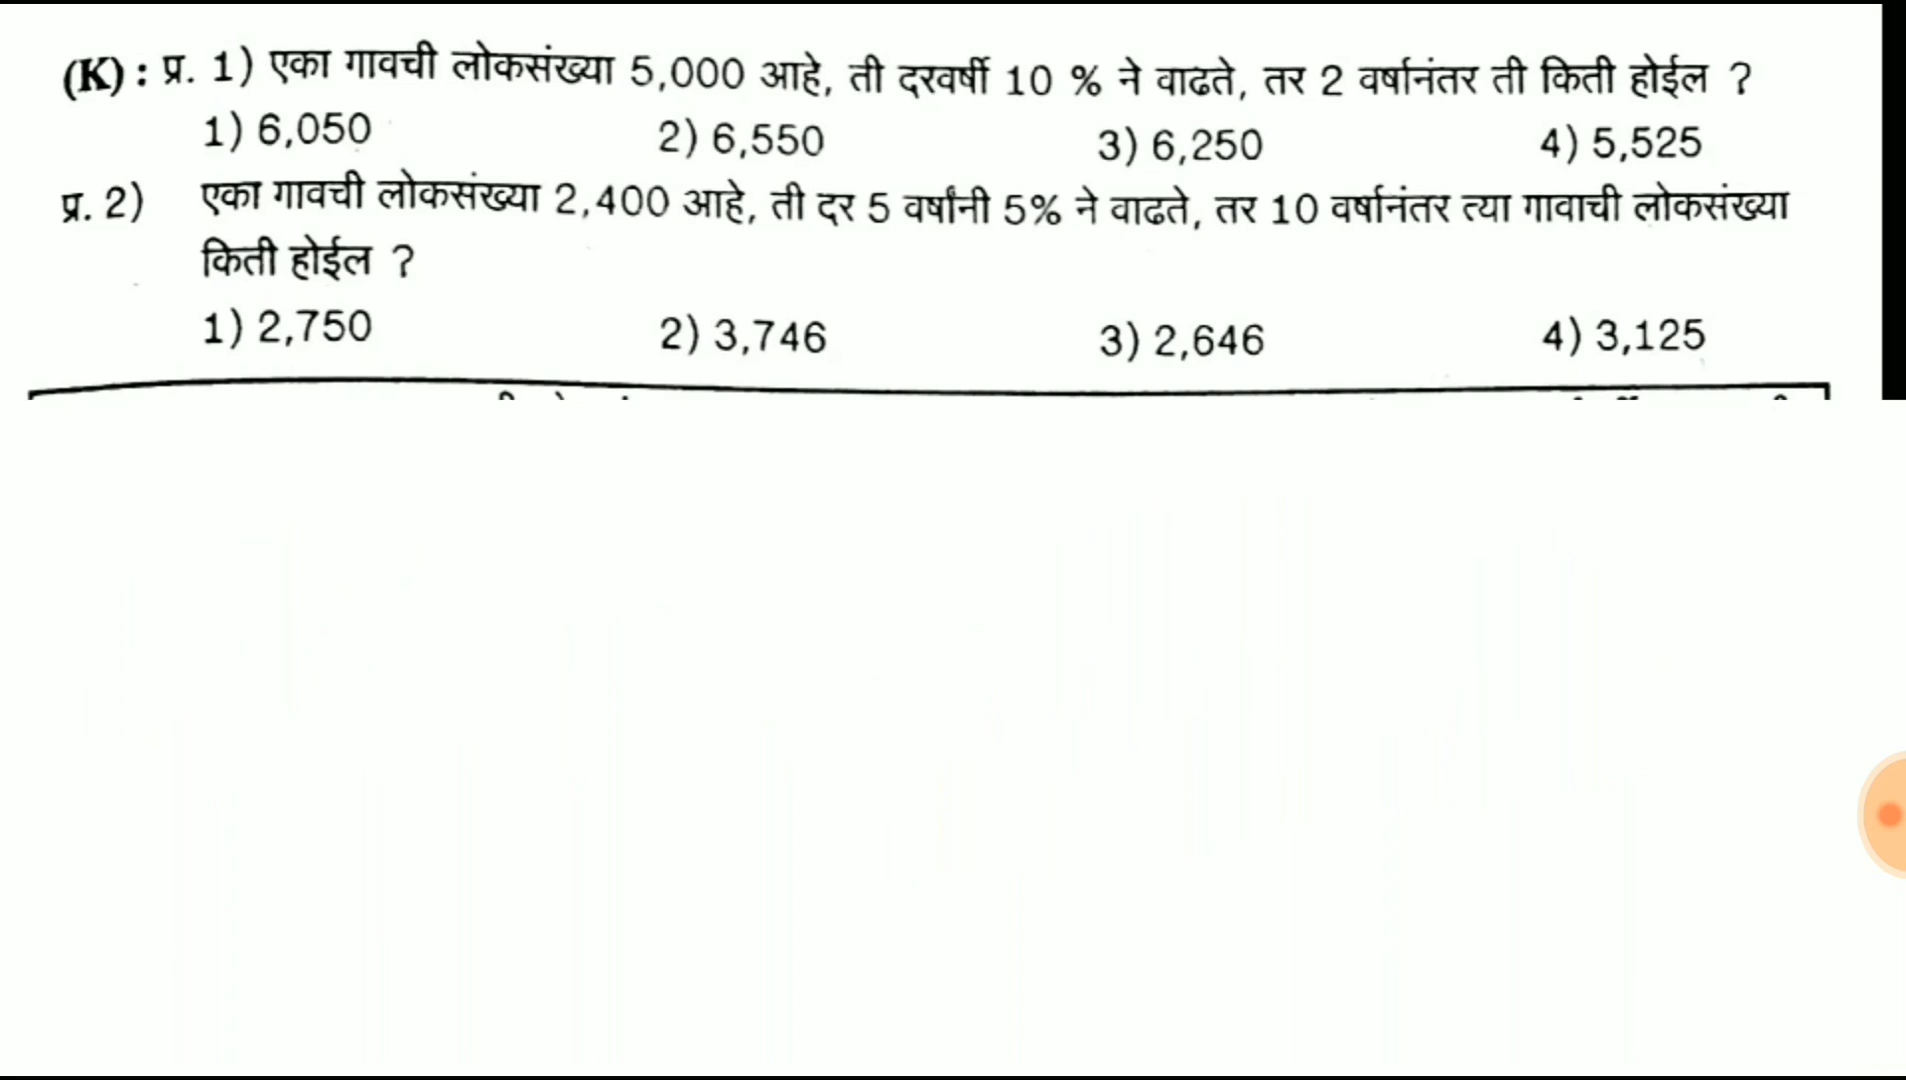 (K) : प्र. 1) एका गावची लोकसंख्या 5,000 आहे, ती दरवर्षी 10 % ने वाढते, तर 2 वर्षानंतर ती किती होईल ?
1) 6,050 2) 6,550 3) 6,250 4) 5,525
प्र. 2) एका गावची लोकसंख्या 2,400 आहे, ती दर 5 वर्षांनी 5% ने वाढते, तर 10 वर्षानंतर त्या गावाची लोकसंख्या
किती होईल ?
1) 2,750 2) 3,746 3) 2,646 4) 3,125